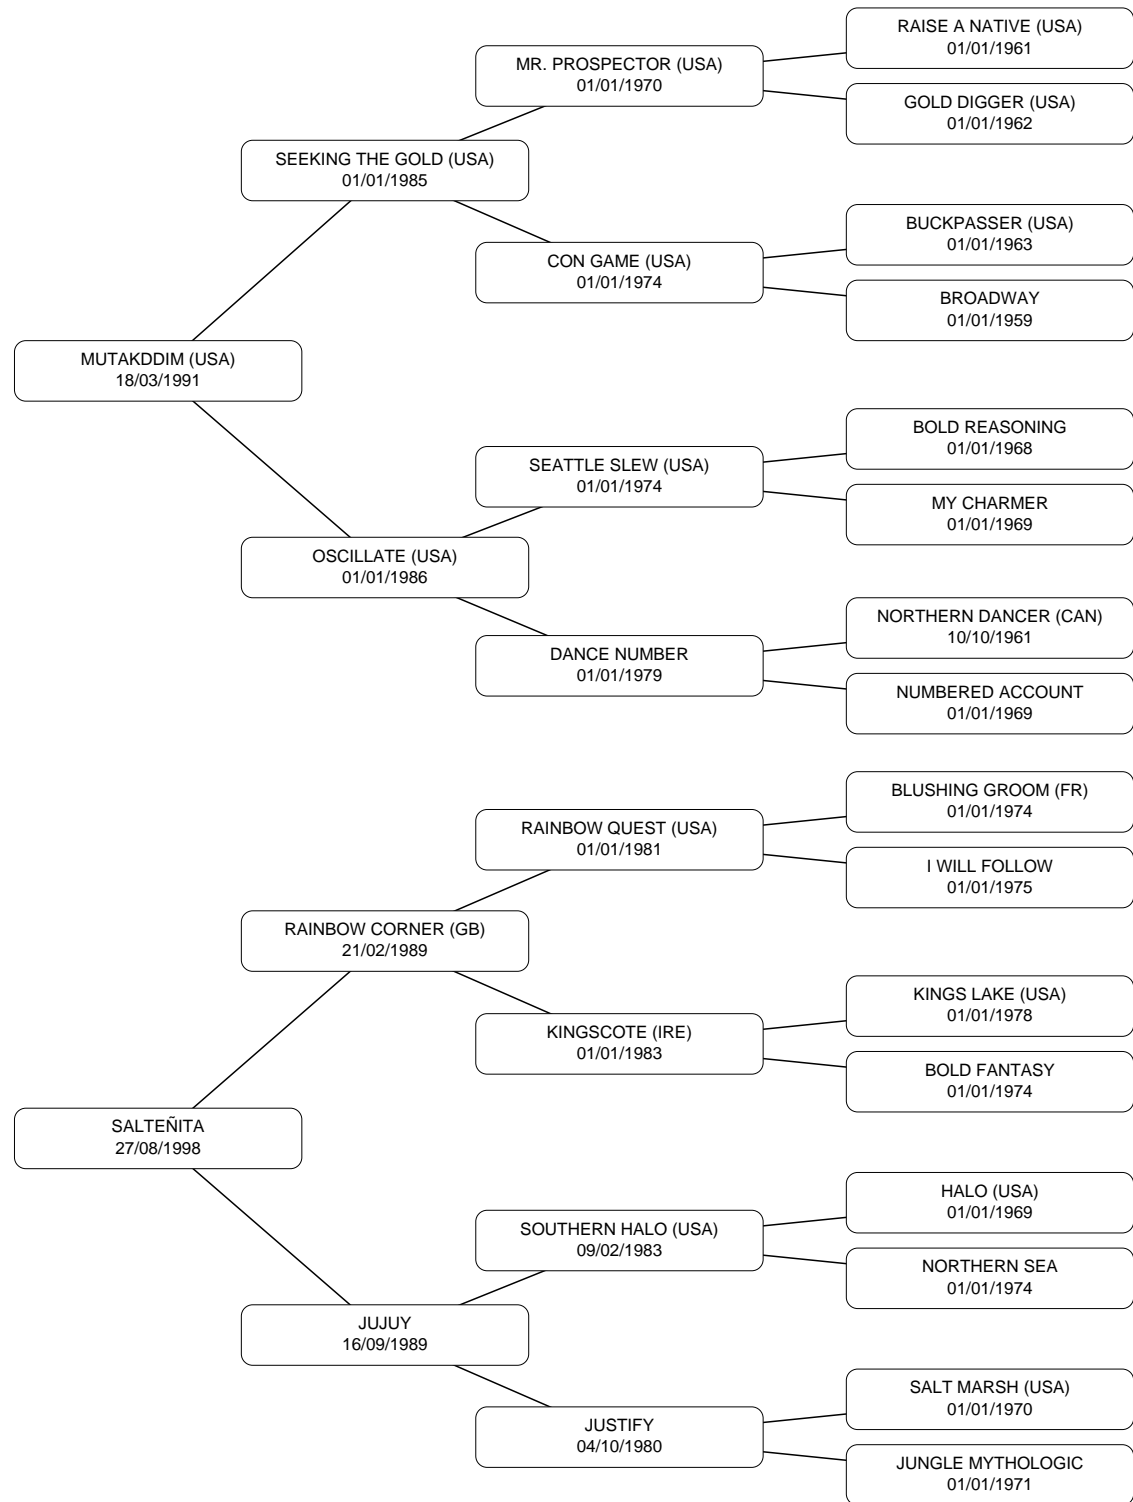 RAISE A NATIVE (USA)
01/01/1961
MR. PROSPECTOR (USA)
01/01/1970
GOLD DIGGER (USA)
01/01/1962
SEEKING THE GOLD (USA)
01/01/1985
BUCKPASSER (USA)
01/01/1963
CON GAME (USA)
01/01/1974
BROADWAY
01/01/1959
MUTAKDDIM (USA)
18/03/1991
BOLD REASONING
01/01/1968
SEATTLE SLEW (USA)
01/01/1974
MY CHARMER
01/01/1969
OSCILLATE (USA)
01/01/1986
NORTHERN DANCER (CAN)
10/10/1961
DANCE NUMBER
01/01/1979
NUMBERED ACCOUNT
01/01/1969
BLUSHING GROOM (FR)
01/01/1974
RAINBOW QUEST (USA)
01/01/1981
I WILL FOLLOW
01/01/1975
RAINBOW CORNER (GB)
21/02/1989
KINGS LAKE (USA)
01/01/1978
KINGSCOTE (IRE)
01/01/1983
BOLD FANTASY
01/01/1974
SALTEÑITA
27/08/1998
HALO (USA)
01/01/1969
SOUTHERN HALO (USA)
09/02/1983
NORTHERN SEA
01/01/1974
JUJUY
16/09/1989
SALT MARSH (USA)
01/01/1970
JUSTIFY
04/10/1980
JUNGLE MYTHOLOGIC
01/01/1971